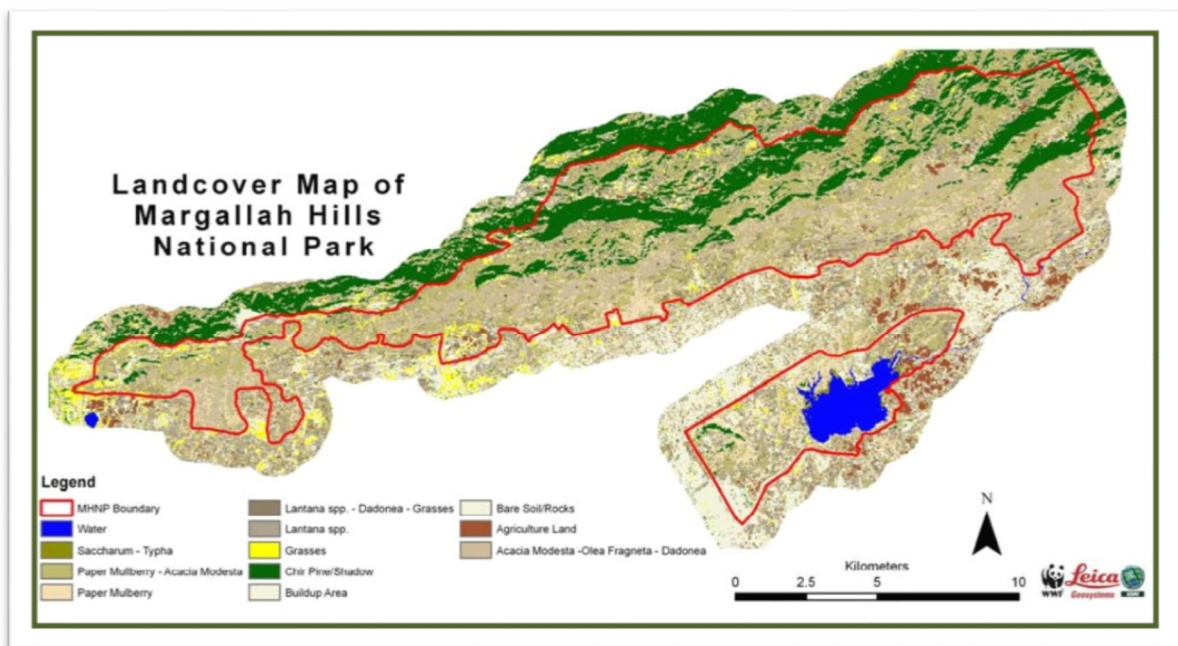 Landcover Map of
Margallah Hills
National Park
Legend
MHNP Boundary
Water
Saccharum - Typha
Paper Mullberry - Acacia Modesta
Paper Mulberry
Lantana spp. - Dadonea - Grasses
Lantana spp.
Grasses
Chir Pine/Shadow
Buildup Area
Bare Soil/Rocks
Agriculture Land
Acacia Modesta -Olea Fragneta - Dadonea
N
Kilometers
0 2.5 5 10
WWF
Leica
Geosystems